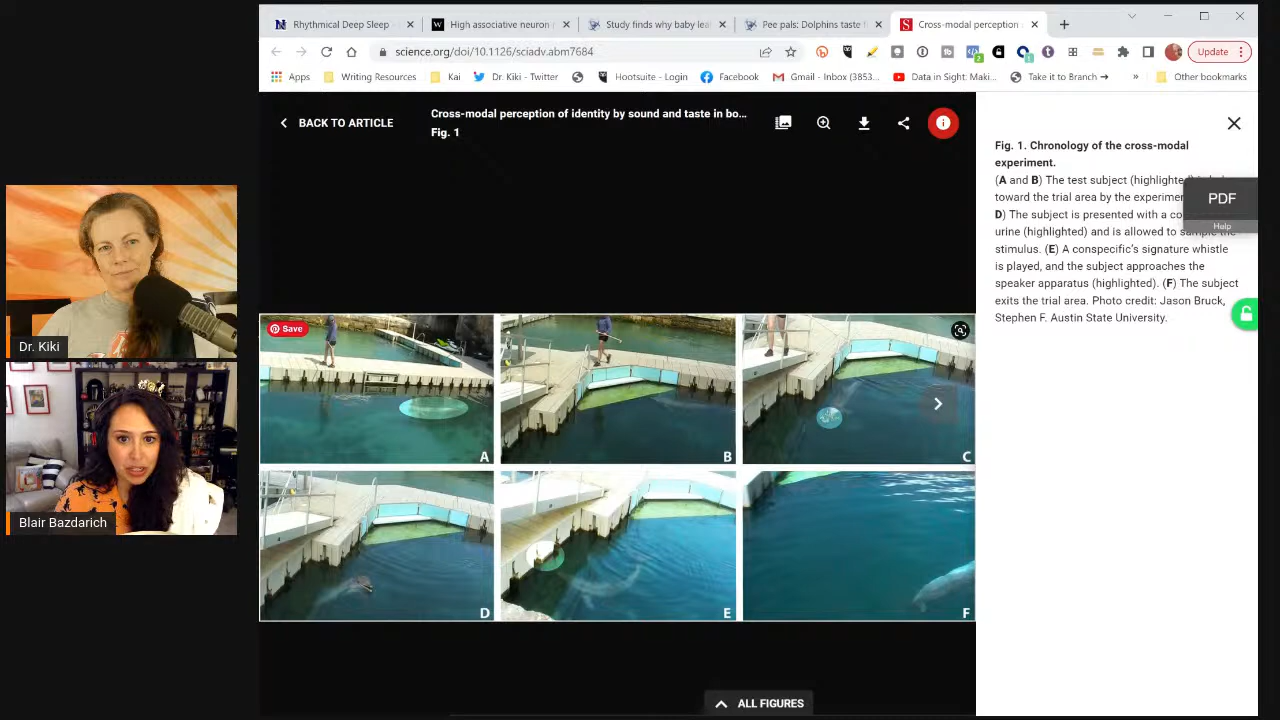 Rhythmical Deep Sleep
High associative neuron
Study finds why baby lea
Pee pals: Dolphins taste
Cross-modal perception
science.org/doi/10.1126/sciadv.abm7684
2
1
Update
Apps
Writing Resources
Kai
Dr. Kiki - Twitter
Hootsuite - Login
Facebook
Gmail - Inbox (3853...
Data in Sight: Maki...
Take it to Branch →
»
Other bookmarks
BACK TO ARTICLE
Cross-modal perception of identity by sound and taste in bo...
Fig. 1
Save
A
B
C
D
E
F
ALL FIGURES
Fig. 1. Chronology of the cross-modal
experiment.
(A and B) The test subject (highlighted)
toward the trial area by the experimen
D) The subject is presented with a co
urine (highlighted) and is allowed to sample the
stimulus. (E) A conspecific's signature whistle
is played, and the subject approaches the
speaker apparatus (highlighted). (F) The subject
exits the trial area. Photo credit: Jason Bruck,
Stephen F. Austin State University.
PDF
Help
Dr. Kiki
Blair Bazdarich